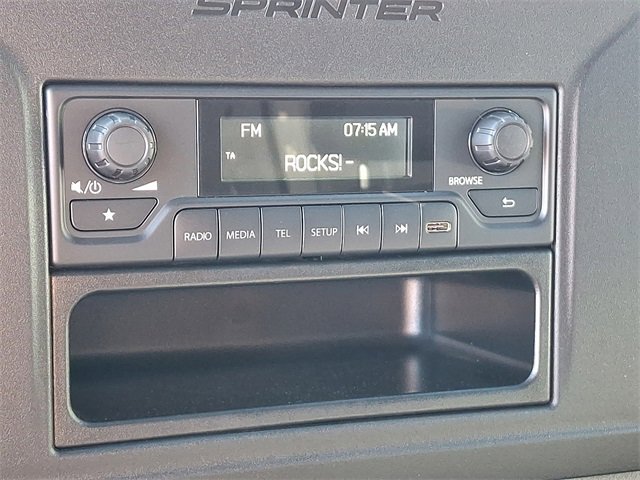 SPRINTER
FM 07:15 AM
TA
ROCKS!-
BROWSE
RADIO MEDIA TEL SETUP